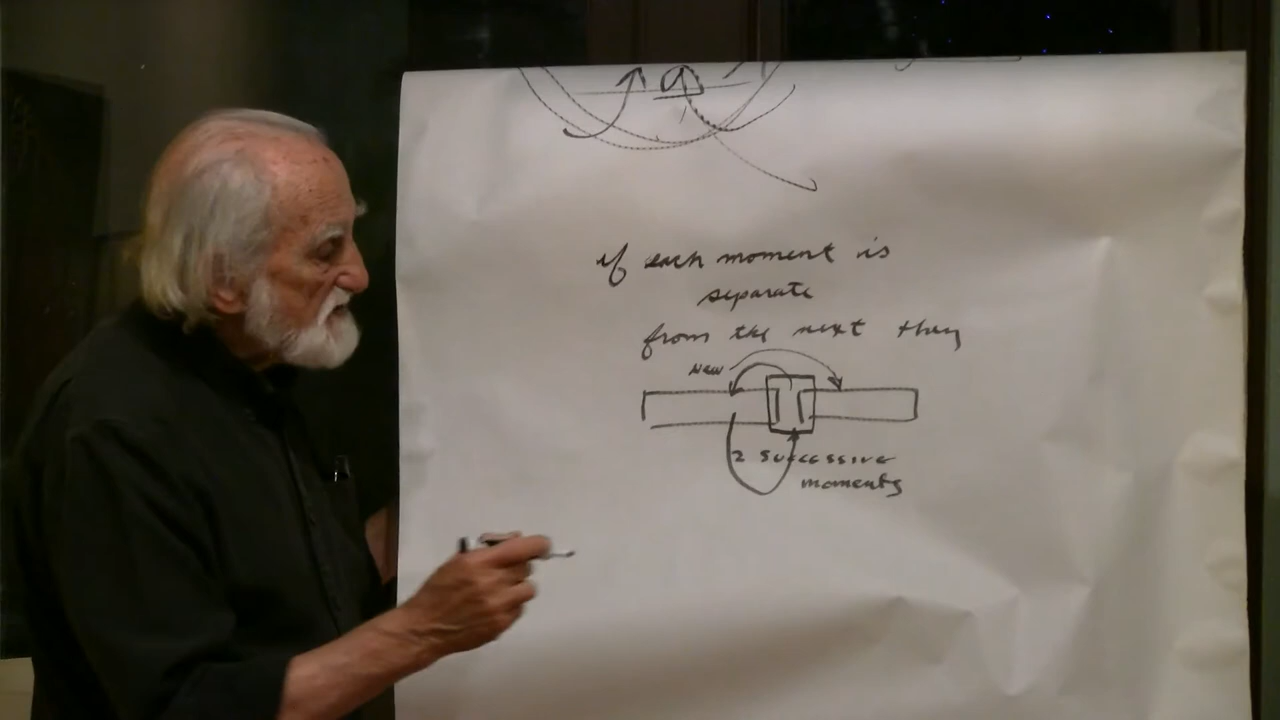 if each moment is
separate
from the next they
New
2 successive
moments